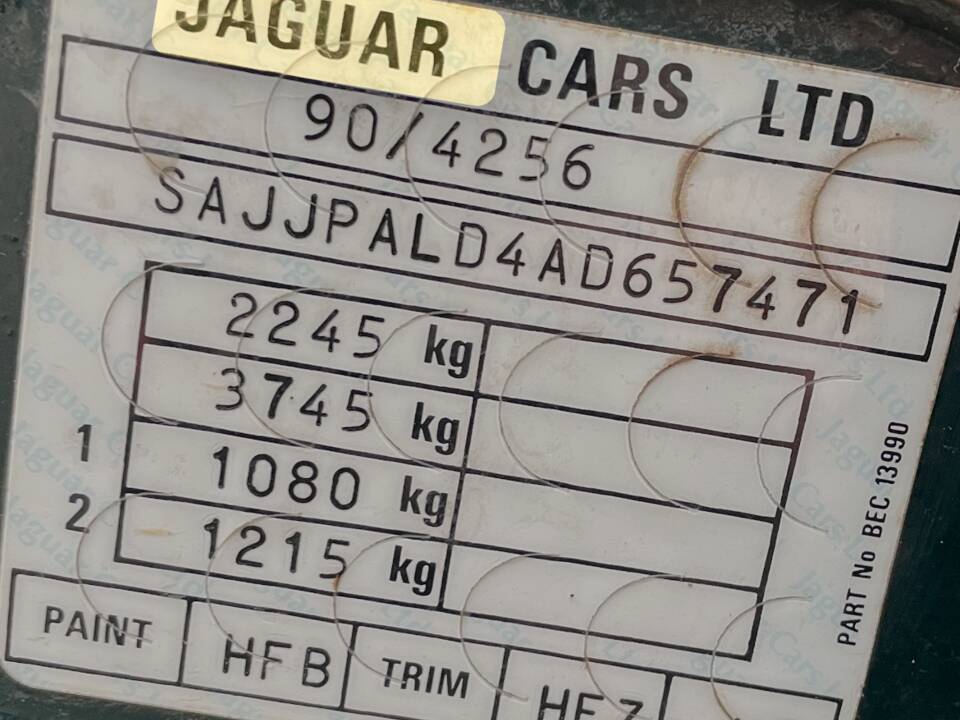 JAGUAR CARS LTD
90/4256
SAJJPALD4AD657471
2245 kg
3745 kg
1 1080 kg
2 1215 kg
PART No BEC 13990
PAINT HFB TRIM